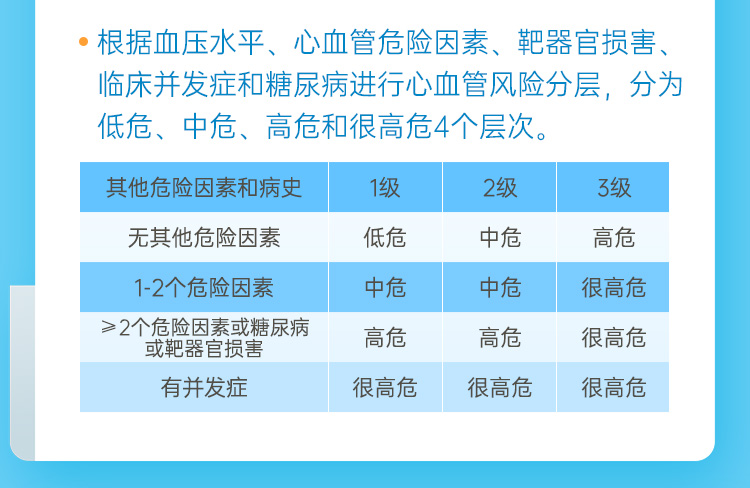 根据血压水平、心血管危险因素、靶器官损害、
临床并发症和糖尿病进行心血管风险分层，分为
低危、中危、高危和很高危4个层次。
其他危险因素和病史 1级 2级 3级
无其他危险因素 低危 中危 高危
1-2个危险因素 中危 中危 很高危
≥2个危险因素或糖尿病
或靶器官损害 高危 高危 很高危
有并发症 很高危 很高危 很高危